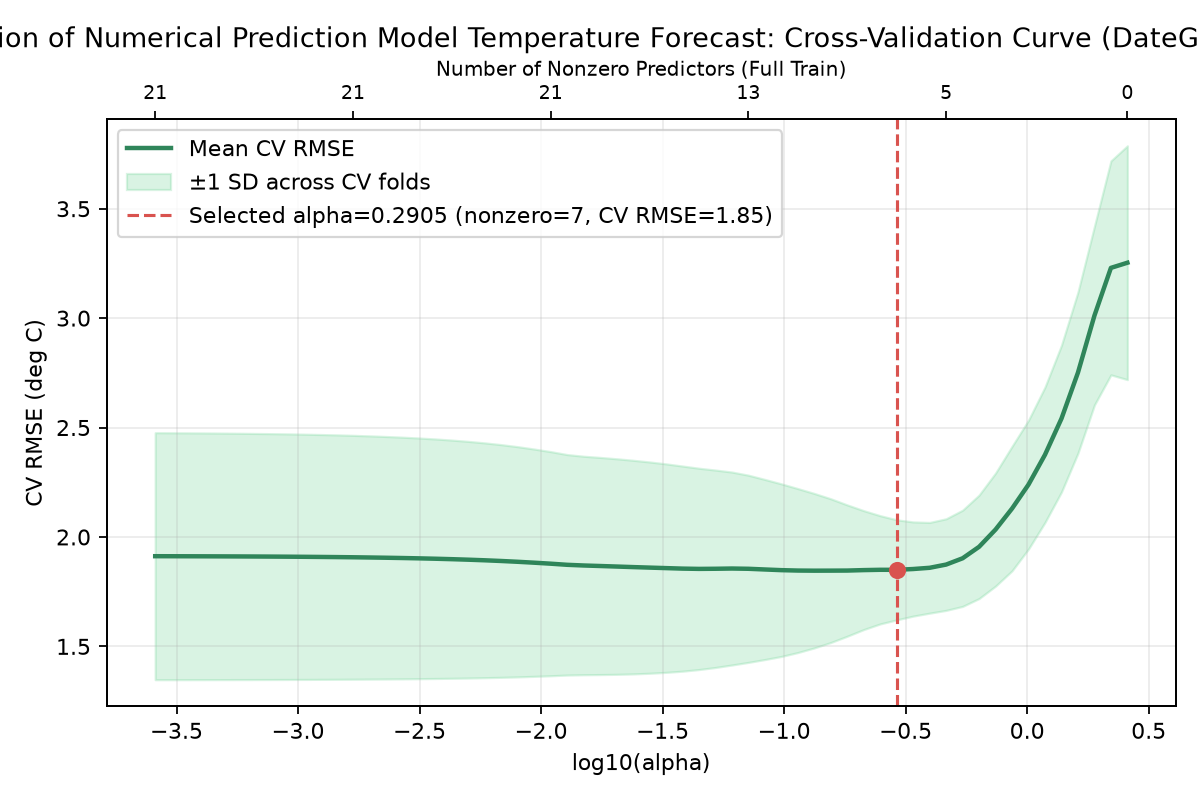 ion of Numerical Prediction Model Temperature Forecast: Cross-Validation Curve (DateG
Number of Nonzero Predictors (Full Train)
21 21 21 13 5 0
Mean CV RMSE
±1 SD across CV folds
Selected alpha=0.2905 (nonzero=7, CV RMSE=1.85)
CV RMSE (deg C)
3.5
3.0
2.5
2.0
1.5
−3.5 −3.0 −2.5 −2.0 −1.5 −1.0 −0.5 0.0 0.5
log10(alpha)